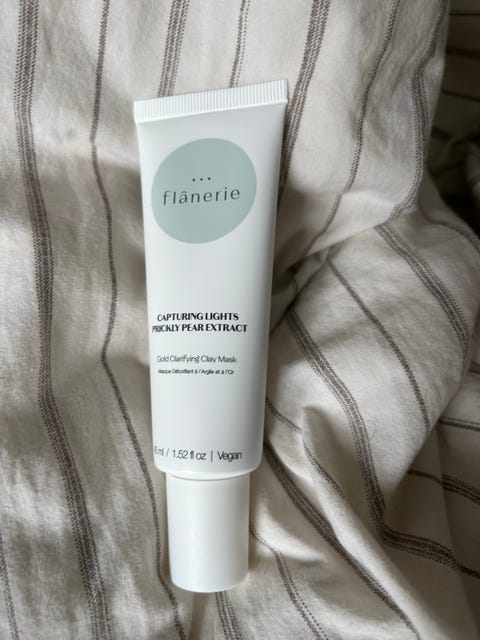 flânerie
CAPTURING LIGHTS
PRICKLY PEAR EXTRACT
Gold Clarifying Clay Mask
Masque Détoxifiant à l'Argile et à l'Or
ml / 1.52 fl oz | Vegan